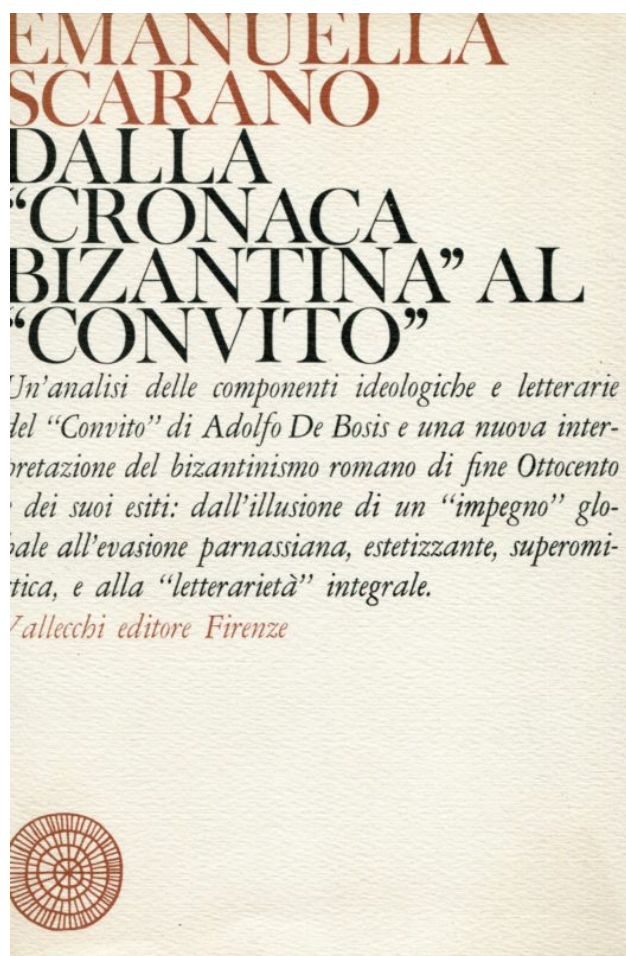 EMANUELLA
SCARANO
DALLA
“CRONACA
BIZANTINA” AL
“CONVITO”
Un’analisi delle componenti ideologiche e letterarie
del “Convito” di Adolfo De Bosis e una nuova inter-
pretazione del bizantinismo romano di fine Ottocento
e dei suoi esiti: dall’illusione di un “impegno” glo-
bale all’evasione parnassiana, estetizzante, superomi-
stica, e alla “letterarietà” integrale.
Vallecchi editore Firenze